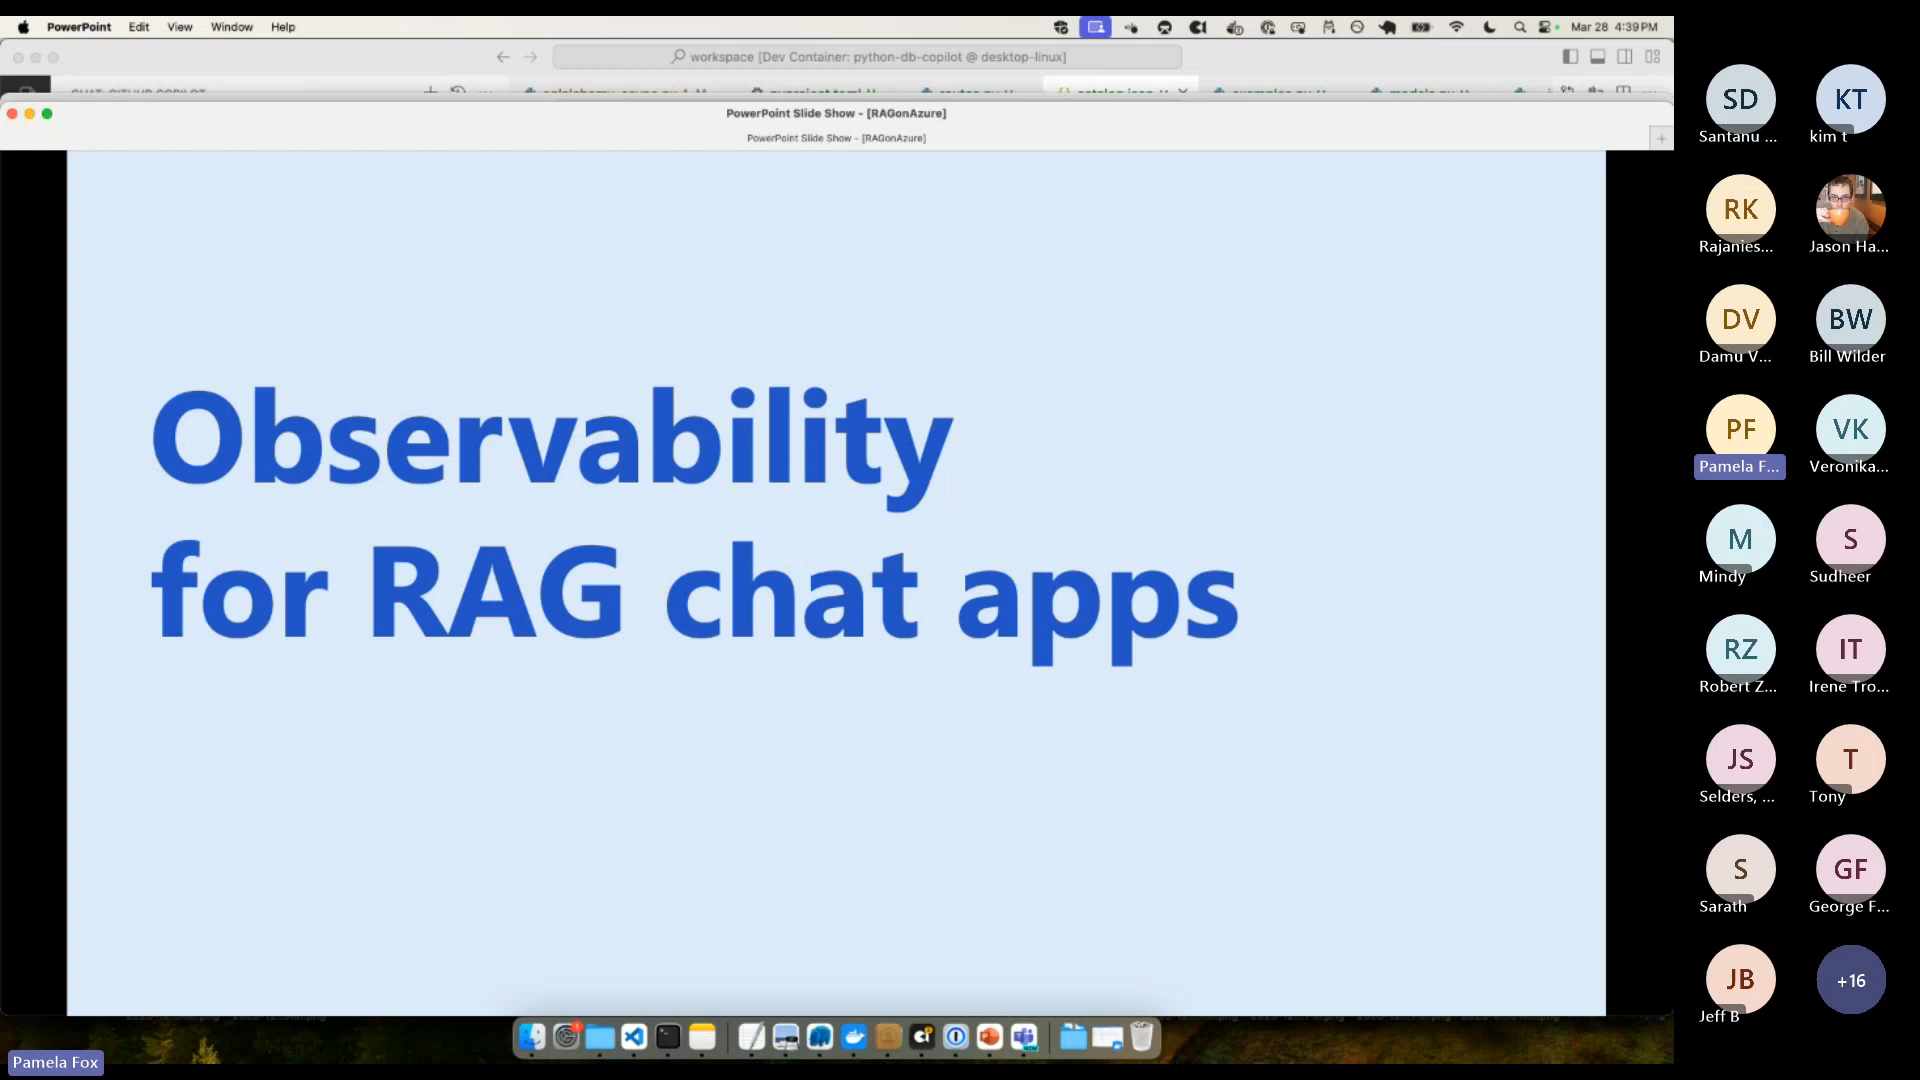 PowerPoint Edit View Window Help
Mar 28 4:39 PM
workspace [Dev Container: python-db-copilot @ desktop-linux]
PowerPoint Slide Show - [RAGonAzure]
PowerPoint Slide Show - [RAGonAzure]
Observability
for RAG chat apps
Pamela Fox
SD KT
Santanu ... kim t
RK
Rajanies... Jason Ha...
DV BW
Damu V... Bill Wilder
PF VK
Pamela F... Veronika...
M S
Mindy Sudheer
RZ IT
Robert Z... Irene Tro...
JS T
Selders, ... Tony
S GF
Sarath George F...
JB +16
Jeff B